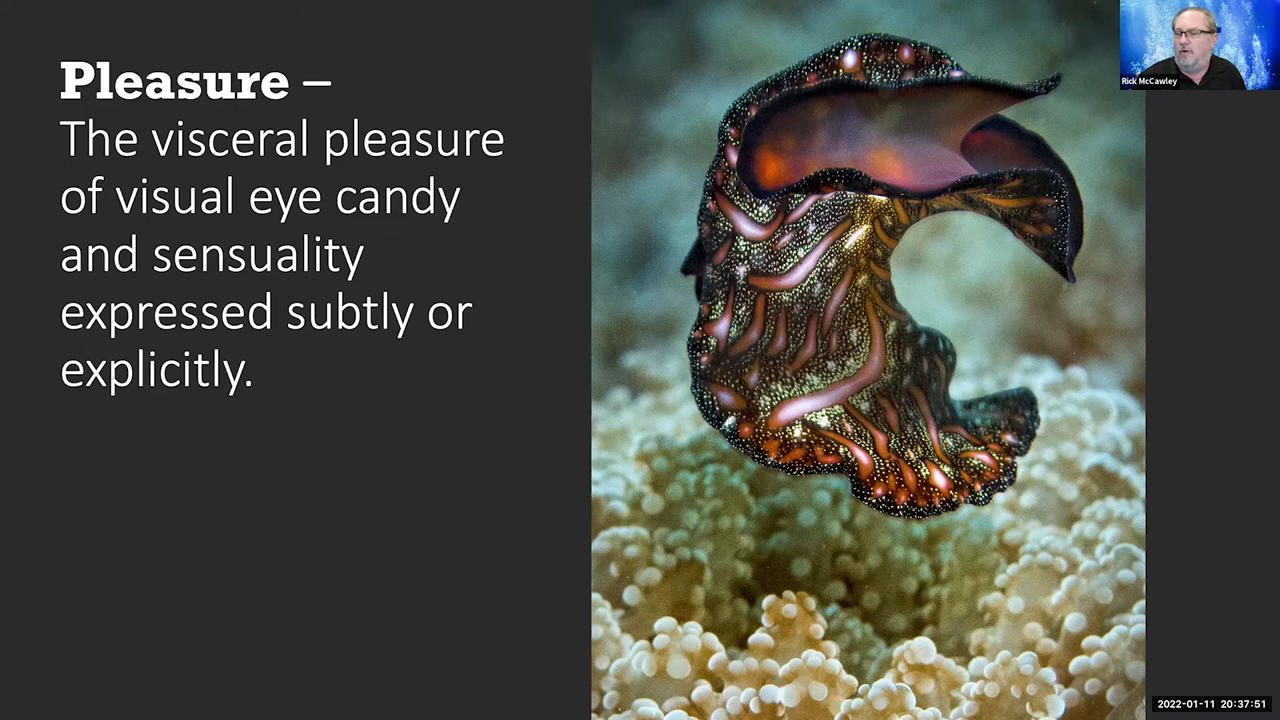 Pleasure –
The visceral pleasure
of visual eye candy
and sensuality
expressed subtly or
explicitly.
Rick McCawley
2022-01-11 20:37:51